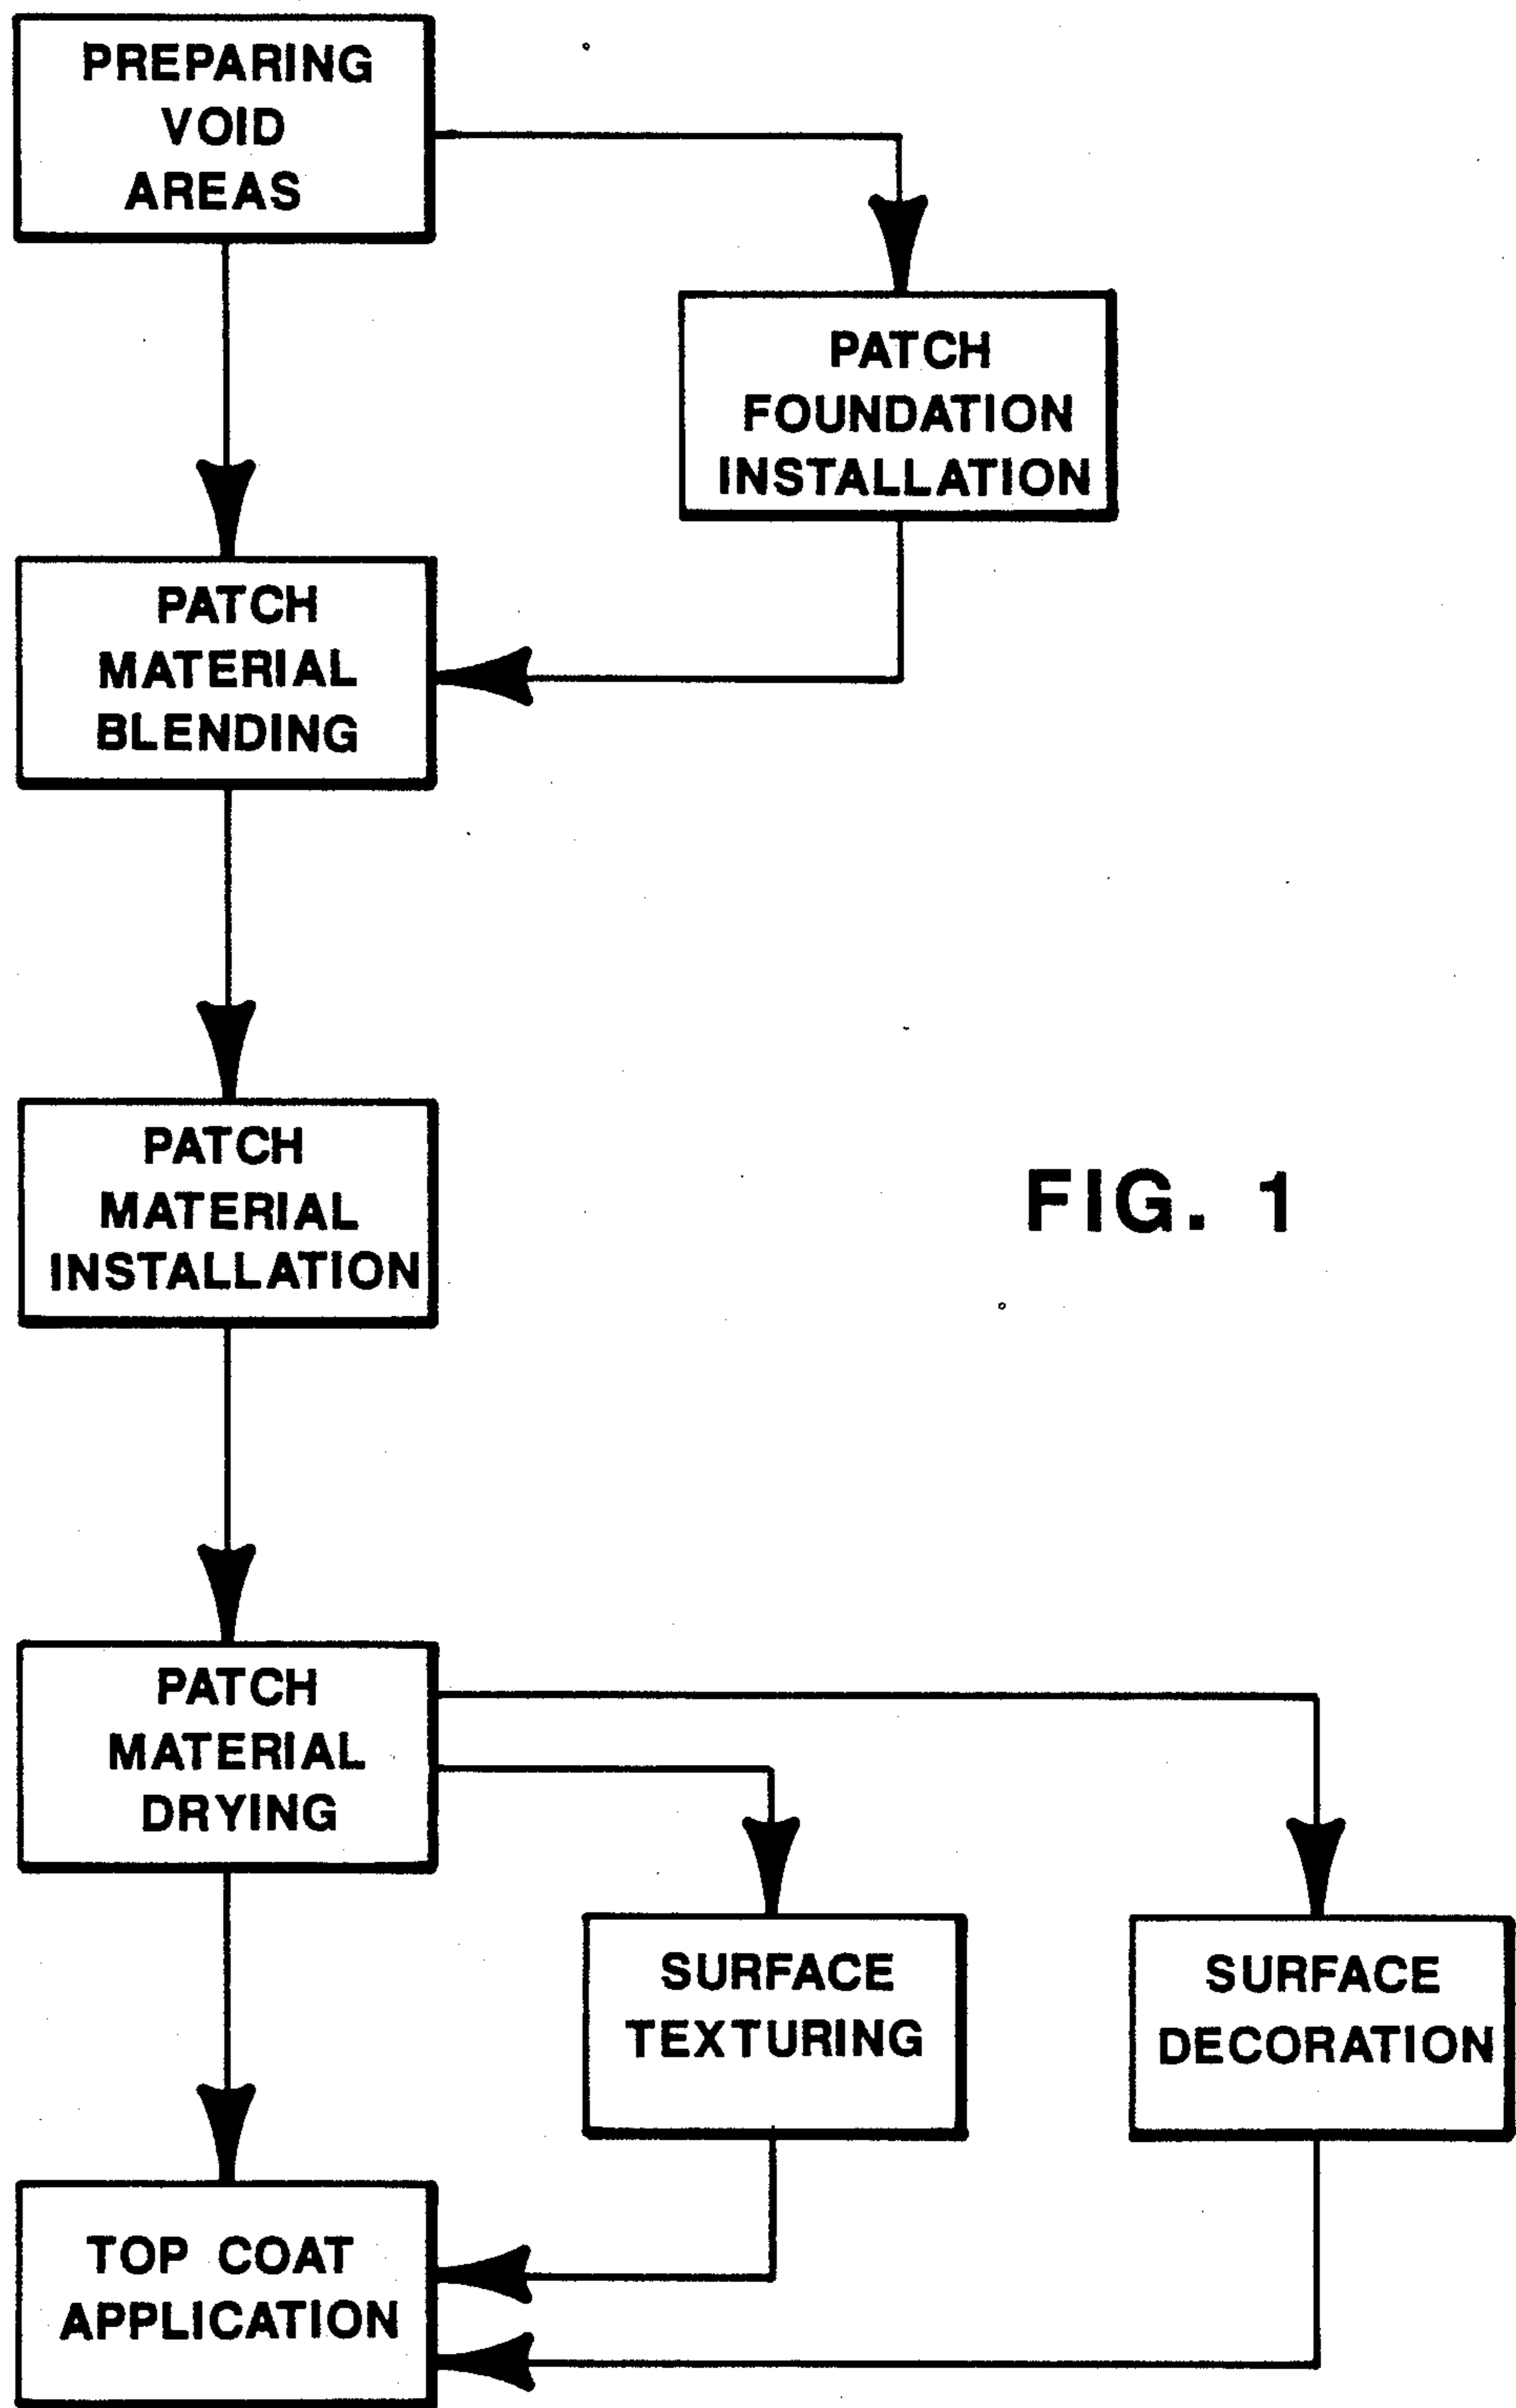 PREPARING
VOID
AREAS
PATCH
FOUNDATION
INSTALLATION
PATCH
MATERIAL
BLENDING
PATCH
MATERIAL
INSTALLATION
FIG. 1
PATCH
MATERIAL
DRYING
SURFACE
TEXTURING
SURFACE
DECORATION
TOP COAT
APPLICATION